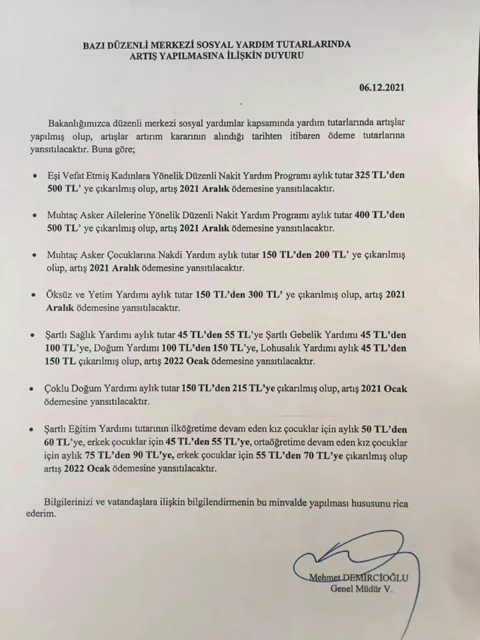 BAZI DÜZENLİ MERKEZİ SOSYAL YARDIM TUTARLARINDA
ARTIŞ YAPILMASINA İLİŞKİN DUYURU
06.12.2021
Bakanlığımızca düzenli merkezi sosyal yardımlar kapsamında yardım tutarlarında artışlar
yapılmış olup, artışlar artırım kararının alındığı tarihten itibaren ödeme tutarlarına
yansıtılacaktır. Buna göre;
• Eşi Vefat Etmiş Kadınlara Yönelik Düzenli Nakit Yardım Programı aylık tutar 325 TL'den
500 TL' ye çıkarılmış olup, artış 2021 Aralık ödemesine yansıtılacaktır.
• Muhtaç Asker Ailelerine Yönelik Düzenli Nakit Yardım Programı aylık tutar 400 TL'den
500 TL' ye çıkarılmış olup, artış 2021 Aralık ödemesine yansıtılacaktır.
• Muhtaç Asker Çocuklarına Nakdi Yardım aylık tutar 150 TL'den 200 TL' ye çıkarılmış
olup, artış 2021 Aralık ödemesine yansıtılacaktır.
• Öksüz ve Yetim Yardımı aylık tutar 150 TL'den 300 TL' ye çıkarılmış olup, artış 2021
Aralık ödemesine yansıtılacaktır.
• Şartlı Sağlık Yardımı aylık tutar 45 TL'den 55 TL'ye Şartlı Gebelik Yardımı 45 TL'den
100 TL'ye, Doğum Yardımı 100 TL'den 150 TL'ye, Lohusalık Yardımı aylık 45 TL'den
150 TL çıkarılmış olup, artış 2022 Ocak ödemesine yansıtılacaktır.
• Çoklu Doğum Yardımı aylık tutar 150 TL'den 215 TL'ye çıkarılmış olup, artış 2021 Ocak
ödemesine yansıtılacaktır.
• Şartlı Eğitim Yardımı tutarının ilköğretime devam eden kız çocuklar için aylık 50 TL'den
60 TL'ye, erkek çocuklar için 45 TL'den 55 TL'ye, ortaöğretime devam eden kız çocuklar
için aylık 75 TL'den 90 TL'ye, erkek çocuklar için 55 TL'den 70 TL'ye çıkarılmış olup
artış 2022 Ocak ödemesine yansıtılacaktır.
Bilgilerinizi ve vatandaşlara ilişkin bilgilendirmenin bu minvalde yapılması hususunu rica
ederim.
Mehmet DEMİRCİOĞLU
Genel Müdür V.